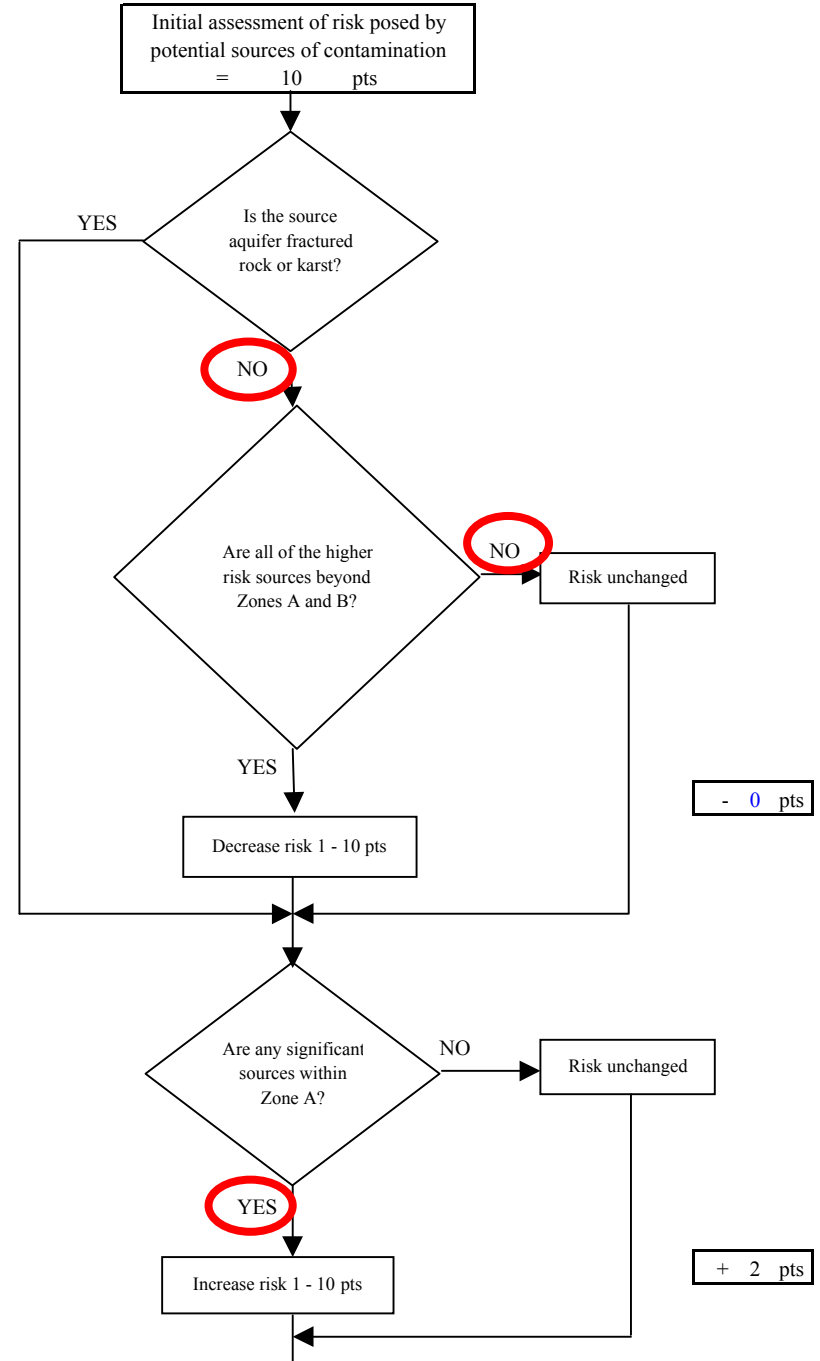 Initial assessment of risk posed by
potential sources of contamination
= 10 pts
YES
Is the source
aquifer fractured
rock or karst?
NO
Are all of the higher
risk sources beyond
Zones A and B?
NO
Risk unchanged
YES
- 0 pts
Decrease risk 1 - 10 pts
Are any significant
sources within
Zone A?
NO
Risk unchanged
YES
+ 2 pts
Increase risk 1 - 10 pts